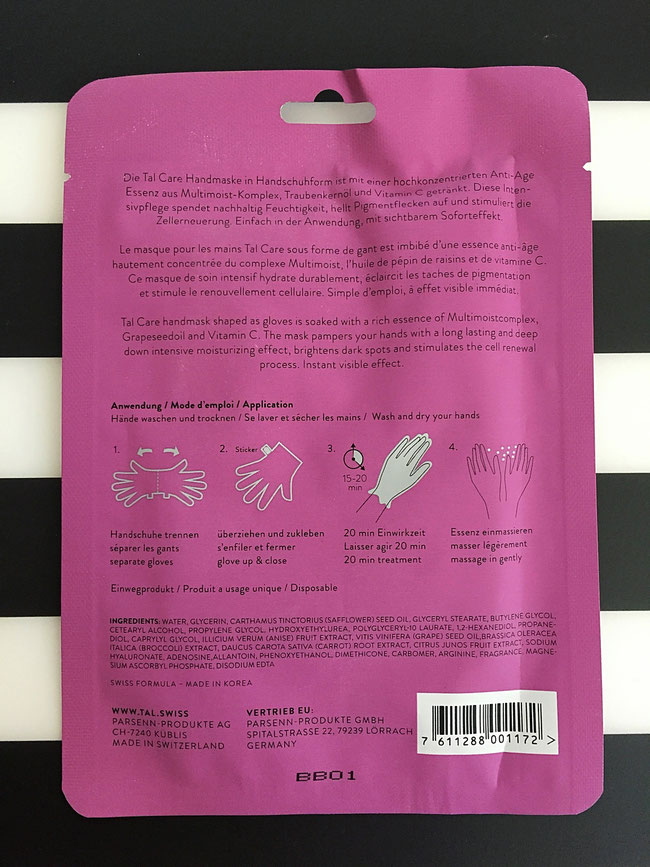 Die Tal Care Handmaske in Handschuhform ist mit einer hochkonzentrierten Anti-Age
Essenz aus Multimoist-Komplex, Traubenkernöl und Vitamin C getränkt. Diese Inten-
sivpflege spendet nachhaltig Feuchtigkeit, hellt Pigmentflecken auf und stimuliert die
Zellerneuerung. Einfach in der Anwendung, mit sichtbarem Soforteffekt.
Le masque pour les mains Tal Care sous forme de gant est imbibé d'une essence anti-âge
hautement concentrée du complexe Multimoist, l'huile de pépin de raisins et de vitamine C.
Ce masque de soin intensif hydrate durablement, éclaircit les taches de pigmentation
et stimule le renouvellement cellulaire. Simple d'emploi, à effet visible immédiat.
Tal Care handmask shaped as gloves is soaked with a rich essence of Multimoistcomplex,
Grapeseedoil and Vitamin C. The mask pampers your hands with a long lasting and deep
down intensive moisturizing effect, brightens dark spots and stimulates the cell renewal
process. Instant visible effect.
Anwendung / Mode d'emploi / Application
Hände waschen und trocknen / Se laver et sécher les mains / Wash and dry your hands
1. 2. Sticker 3. 4.
15-20
min
Handschuhe trennen
séparer les gants
separate gloves
überziehen und zukleben
s'enfiler et fermer
glove up & close
20 min Einwirkzeit
Laisser agir 20 min
20 min treatment
Essenz einmassieren
masser légèrement
massage in gently
Einwegprodukt / Produit a usage unique / Disposable
INGREDIENTS: WATER, GLYCERIN, CARTHAMUS TINCTORIUS (SAFFLOWER) SEED OIL, GLYCERYL STEARATE, BUTYLENE GLYCOL,
CETEARYL ALCOHOL, PROPYLENE GLYCOL, HYDROXYETHYLUREA, POLYGLYCERYL-10 LAURATE, 1,2-HEXANEDIOL, PROPANE-
DIOL, CAPRYLYL GLYCOL, ILLICIUM VERUM (ANISE) FRUIT EXTRACT, VITIS VINIFERA (GRAPE) SEED OIL,BRASSICA OLERACEA
ITALICA (BROCCOLI) EXTRACT, DAUCUS CAROTA SATIVA (CARROT) ROOT EXTRACT, CITRUS JUNOS FRUIT EXTRACT, SODIUM
HYALURONATE, ADENOSINE,ALLANTOIN, PHENOXYETHANOL, DIMETHICONE, CARBOMER, ARGININE, FRAGRANCE, MAGNE-
SIUM ASCORBYL PHOSPHATE, DISODIUM EDTA
SWISS FORMULA – MADE IN KOREA
WWW.TAL.SWISS
PARSENN-PRODUKTE AG
CH-7240 KÜBLIS
MADE IN SWITZERLAND
VERTRIEB EU:
PARSENN-PRODUKTE GMBH
SPITALSTRASSE 22, 79239 LÖRRACH
GERMANY
7 611288 001172 >
BB01